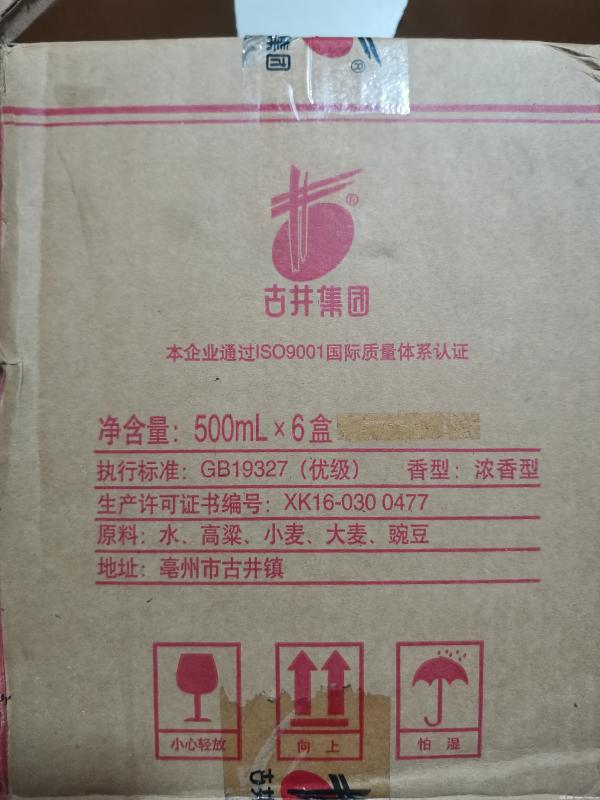 集团
®
®
古井集团
本企业通过ISO9001国际质量体系认证
净含量：500mL×6盒
执行标准：GB19327（优级） 香型：浓香型
生产许可证书编号：XK16-030 0477
原料：水、高粱、小麦、大麦、豌豆
地址：亳州市古井镇
小心轻放
向上
怕湿
古井